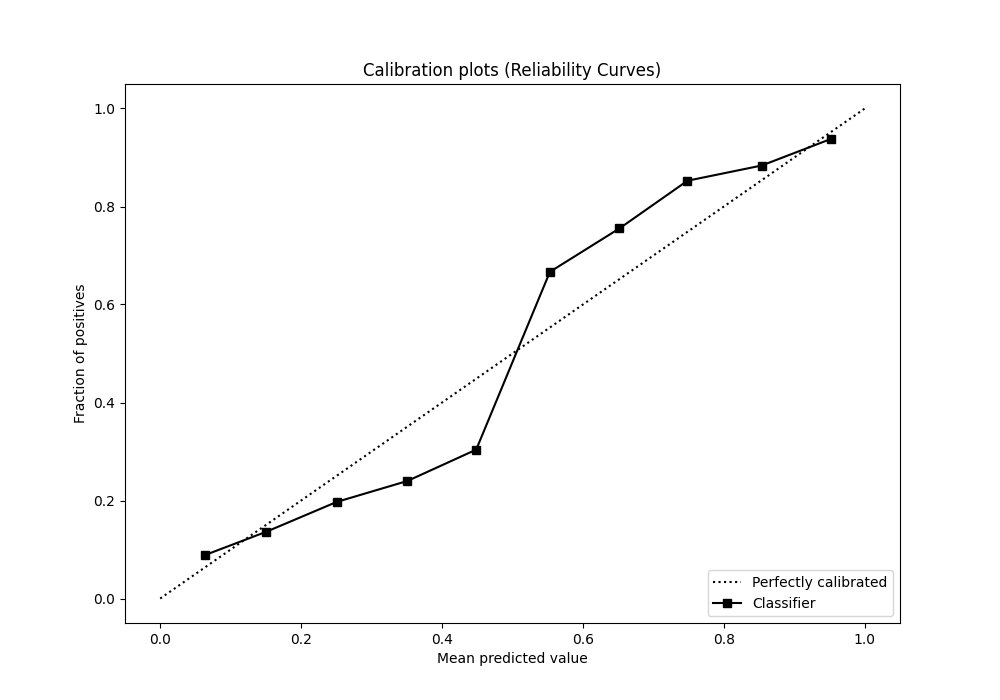 Calibration plots (Reliability Curves)
1.0
0.8
0.6
0.4
0.2
0.0
Fraction of positives
0.0 0.2 0.4 0.6 0.8 1.0
Mean predicted value
Perfectly calibrated
Classifier